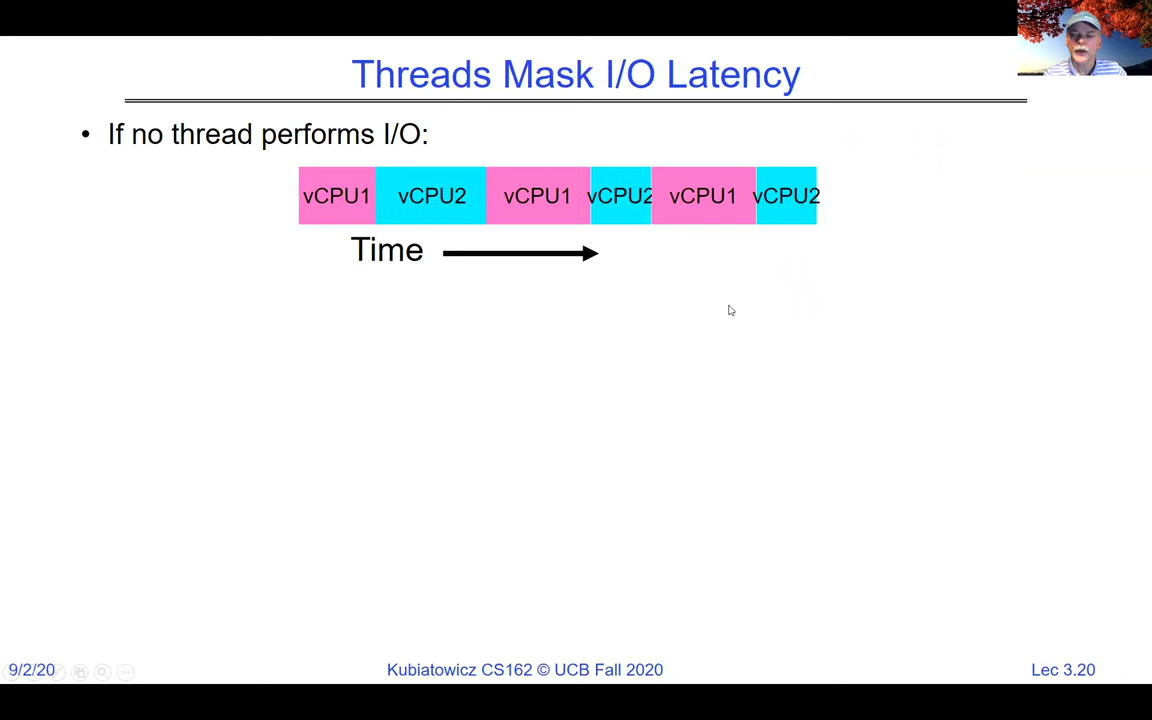 Threads Mask I/O Latency
• If no thread performs I/O:
vCPU1 vCPU2 vCPU1 vCPU2 vCPU1 vCPU2
Time
9/2/20 Kubiatowicz CS162 © UCB Fall 2020 Lec 3.20